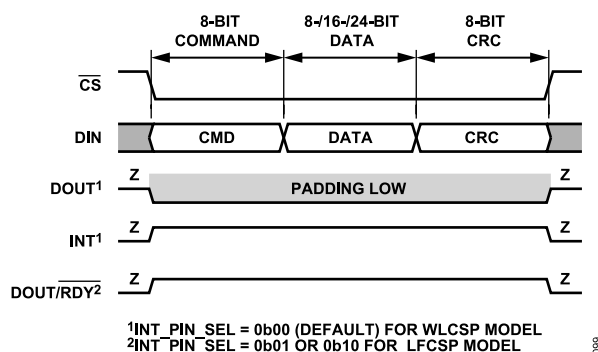 8-BIT COMMAND
8-/16-/24-BIT DATA
8-BIT CRC
CS
DIN
CMD
DATA
CRC
Z
DOUT1
PADDING LOW
Z
Z
INT1
Z
Z
DOUT/RDY2
Z
1INT_PIN_SEL = 0b00 (DEFAULT) FOR WLCSP MODEL
2INT_PIN_SEL = 0b01 OR 0b10 FOR LFCSP MODEL